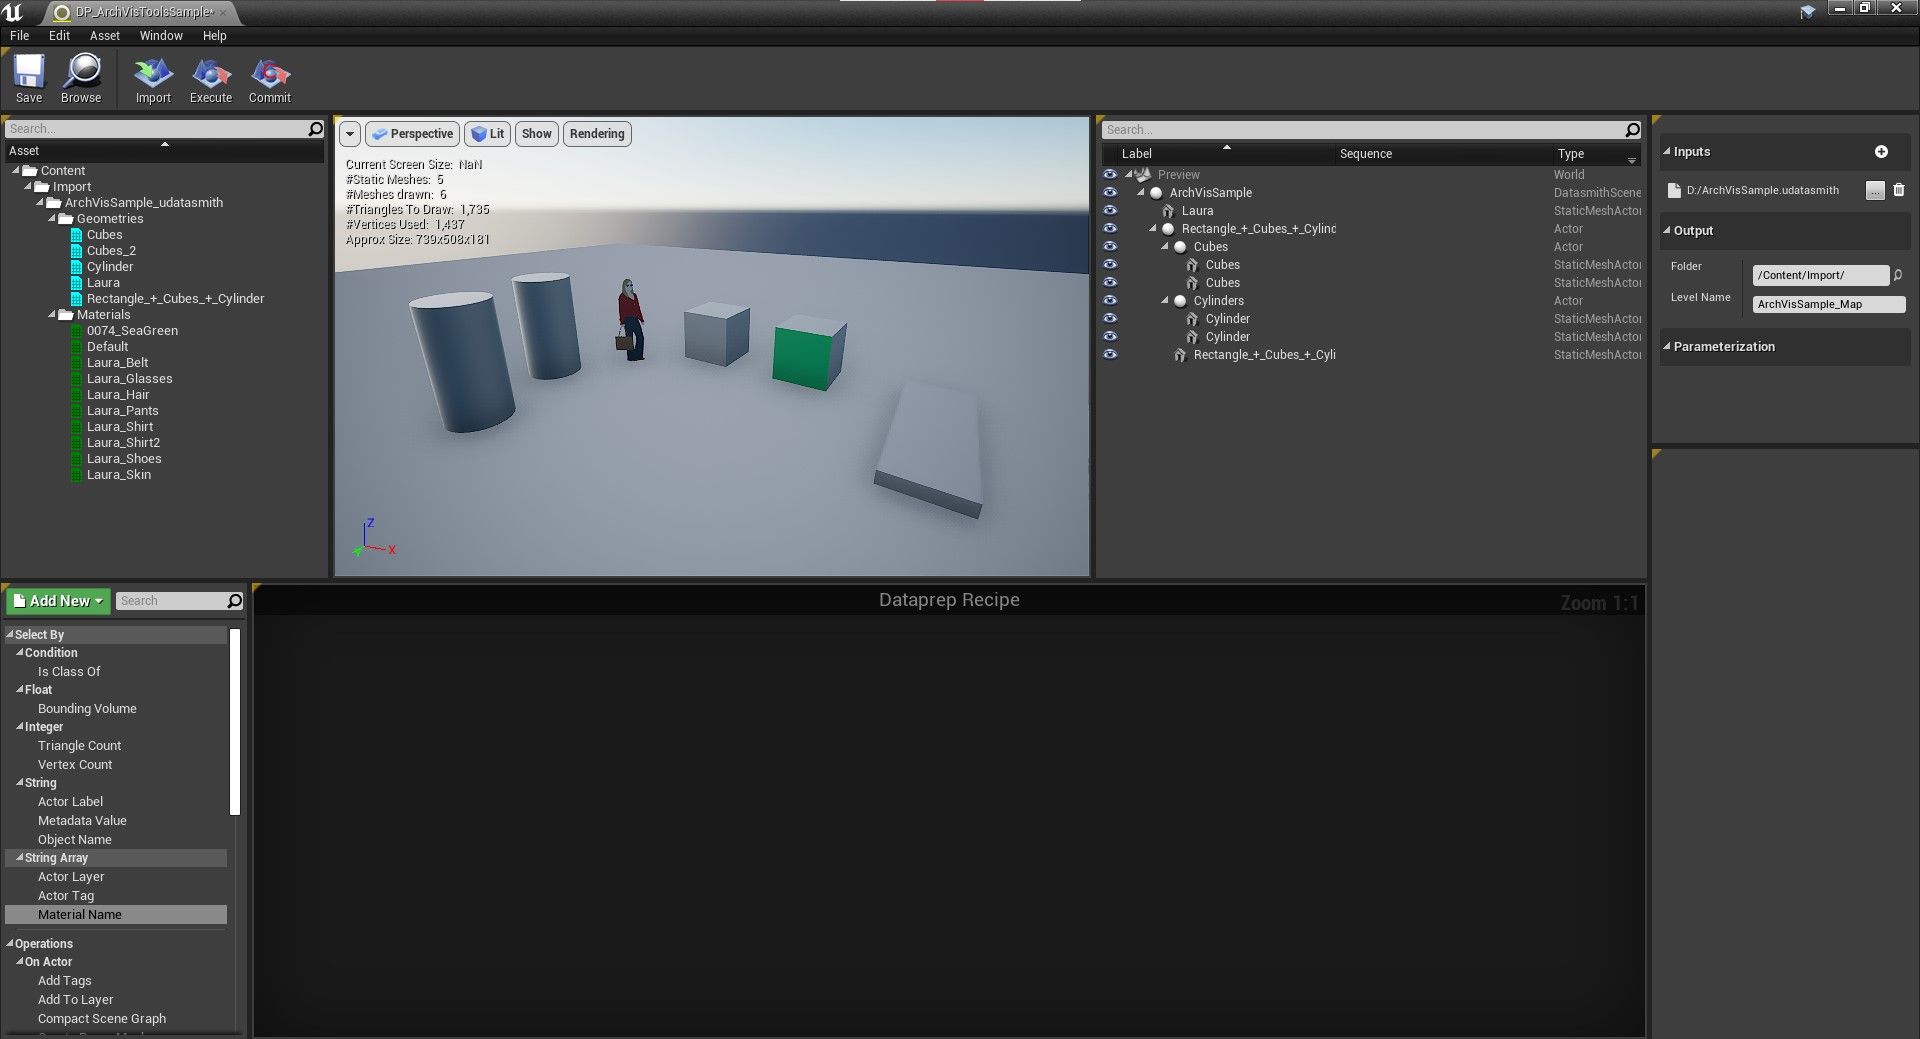 DP_ArchVisToolsSample*
File Edit Asset Window Help
Save Browse Import Execute Commit
Search...
Asset
Content
Import
ArchVisSample_udatasmith
Geometries
Cubes
Cubes_2
Cylinder
Laura
Rectangle_+_Cubes_+_Cylinder
Materials
0074_SeaGreen
Default
Laura_Belt
Laura_Glasses
Laura_Hair
Laura_Pants
Laura_Shirt
Laura_Shirt2
Laura_Shoes
Laura_Skin
Perspective Lit Show Rendering
Current Screen Size: NaN
#Static Meshes: 5
#Meshes drawn: 6
#Triangles To Draw: 1,735
#Vertices Used: 1,437
Approx Size: 739x508x181
Z
X
Search...
Label Sequence Type
Preview World
ArchVisSample DatasmithScene
Laura StaticMeshActor
Rectangle_+_Cubes_+_Cylind Actor
Cubes Actor
Cubes StaticMeshActor
Cubes StaticMeshActor
Cylinders Actor
Cylinder StaticMeshActor
Cylinder StaticMeshActor
Rectangle_+_Cubes_+_Cyli StaticMeshActor
Inputs
D:/ArchVisSample.udatasmith ...
Output
Folder /Content/Import/
Level Name ArchVisSample_Map
Parameterization
Add New Search
Select By
Condition
Is Class Of
Float
Bounding Volume
Integer
Triangle Count
Vertex Count
String
Actor Label
Metadata Value
Object Name
String Array
Actor Layer
Actor Tag
Material Name
Operations
On Actor
Add Tags
Add To Layer
Compact Scene Graph
Dataprep Recipe
Zoom 1:1